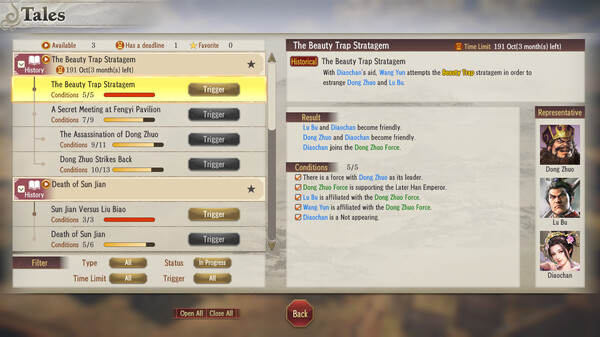 Tales
Available 3 Has a deadline 1 Favorite 0
The Beauty Trap Stratagem
History 191 Oct(3 month(s) left)
The Beauty Trap Stratagem
Conditions 5/5 Trigger
A Secret Meeting at Fengyi Pavilion
Conditions 7/9 Trigger
The Assassination of Dong Zhuo
Conditions 9/11 Trigger
Dong Zhuo Strikes Back
Conditions 10/13 Trigger
Death of Sun Jian
History
Sun Jian Versus Liu Biao
Conditions 3/3 Trigger
Death of Sun Jian
Conditions 5/6 Trigger
Filter Type All Status In Progress
Time Limit All Trigger All
Open All Close All
Back
The Beauty Trap Stratagem Time Limit 191 Oct(3 month(s) left)
Historical The Beauty Trap Stratagem
With Diaochan's aid, Wang Yun attempts the Beauty Trap stratagem in order to
estrange Dong Zhuo and Lu Bu.
Result
Lu Bu and Diaochan become friendly.
Dong Zhuo and Diaochan become friendly.
Diaochan joins the Dong Zhuo Force.
Conditions 5/5
There is a force with Dong Zhuo as its leader.
Dong Zhuo Force is supporting the Later Han Emperor.
Lu Bu is affiliated with the Dong Zhuo Force.
Wang Yun is affiliated with the Dong Zhuo Force.
Diaochan is a Not appearing.
Representative
Dong Zhuo
Lu Bu
Diaochan